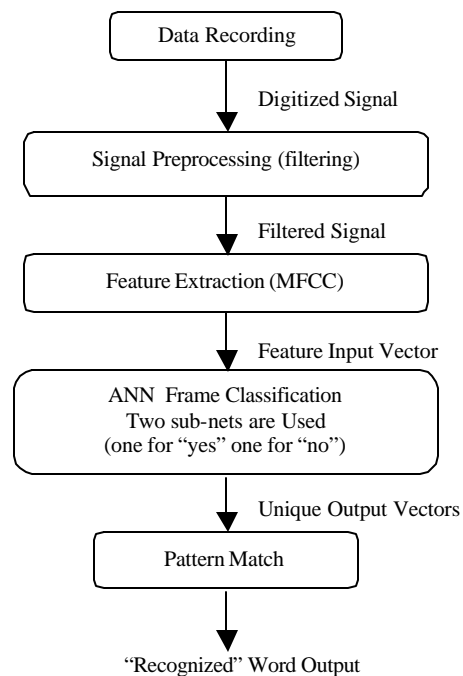 Data Recording
Digitized Signal
Signal Preprocessing (filtering)
Filtered Signal
Feature Extraction (MFCC)
Feature Input Vector
ANN Frame Classification
Two sub-nets are Used
(one for “yes” one for “no”)
Unique Output Vectors
Pattern Match
“Recognized” Word Output